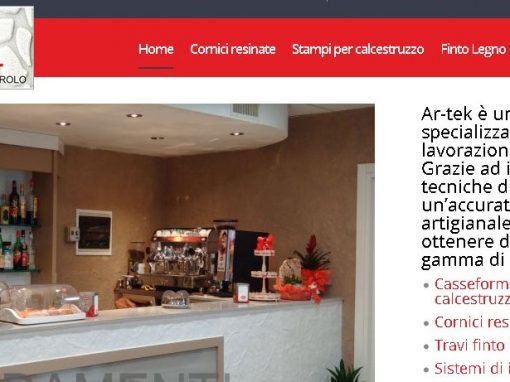 ROLO
Home Cornici resinate Stampi per calcestruzzo Finto Legno
Ar-tek è un
specializza
lavorazion
Grazie ad i
tecniche d
un'accurat
artigianale
ottenere d
gamma di
Casseform
calcestruzz
Cornici res
Travi finto
Sistemi di i
DAMENTI